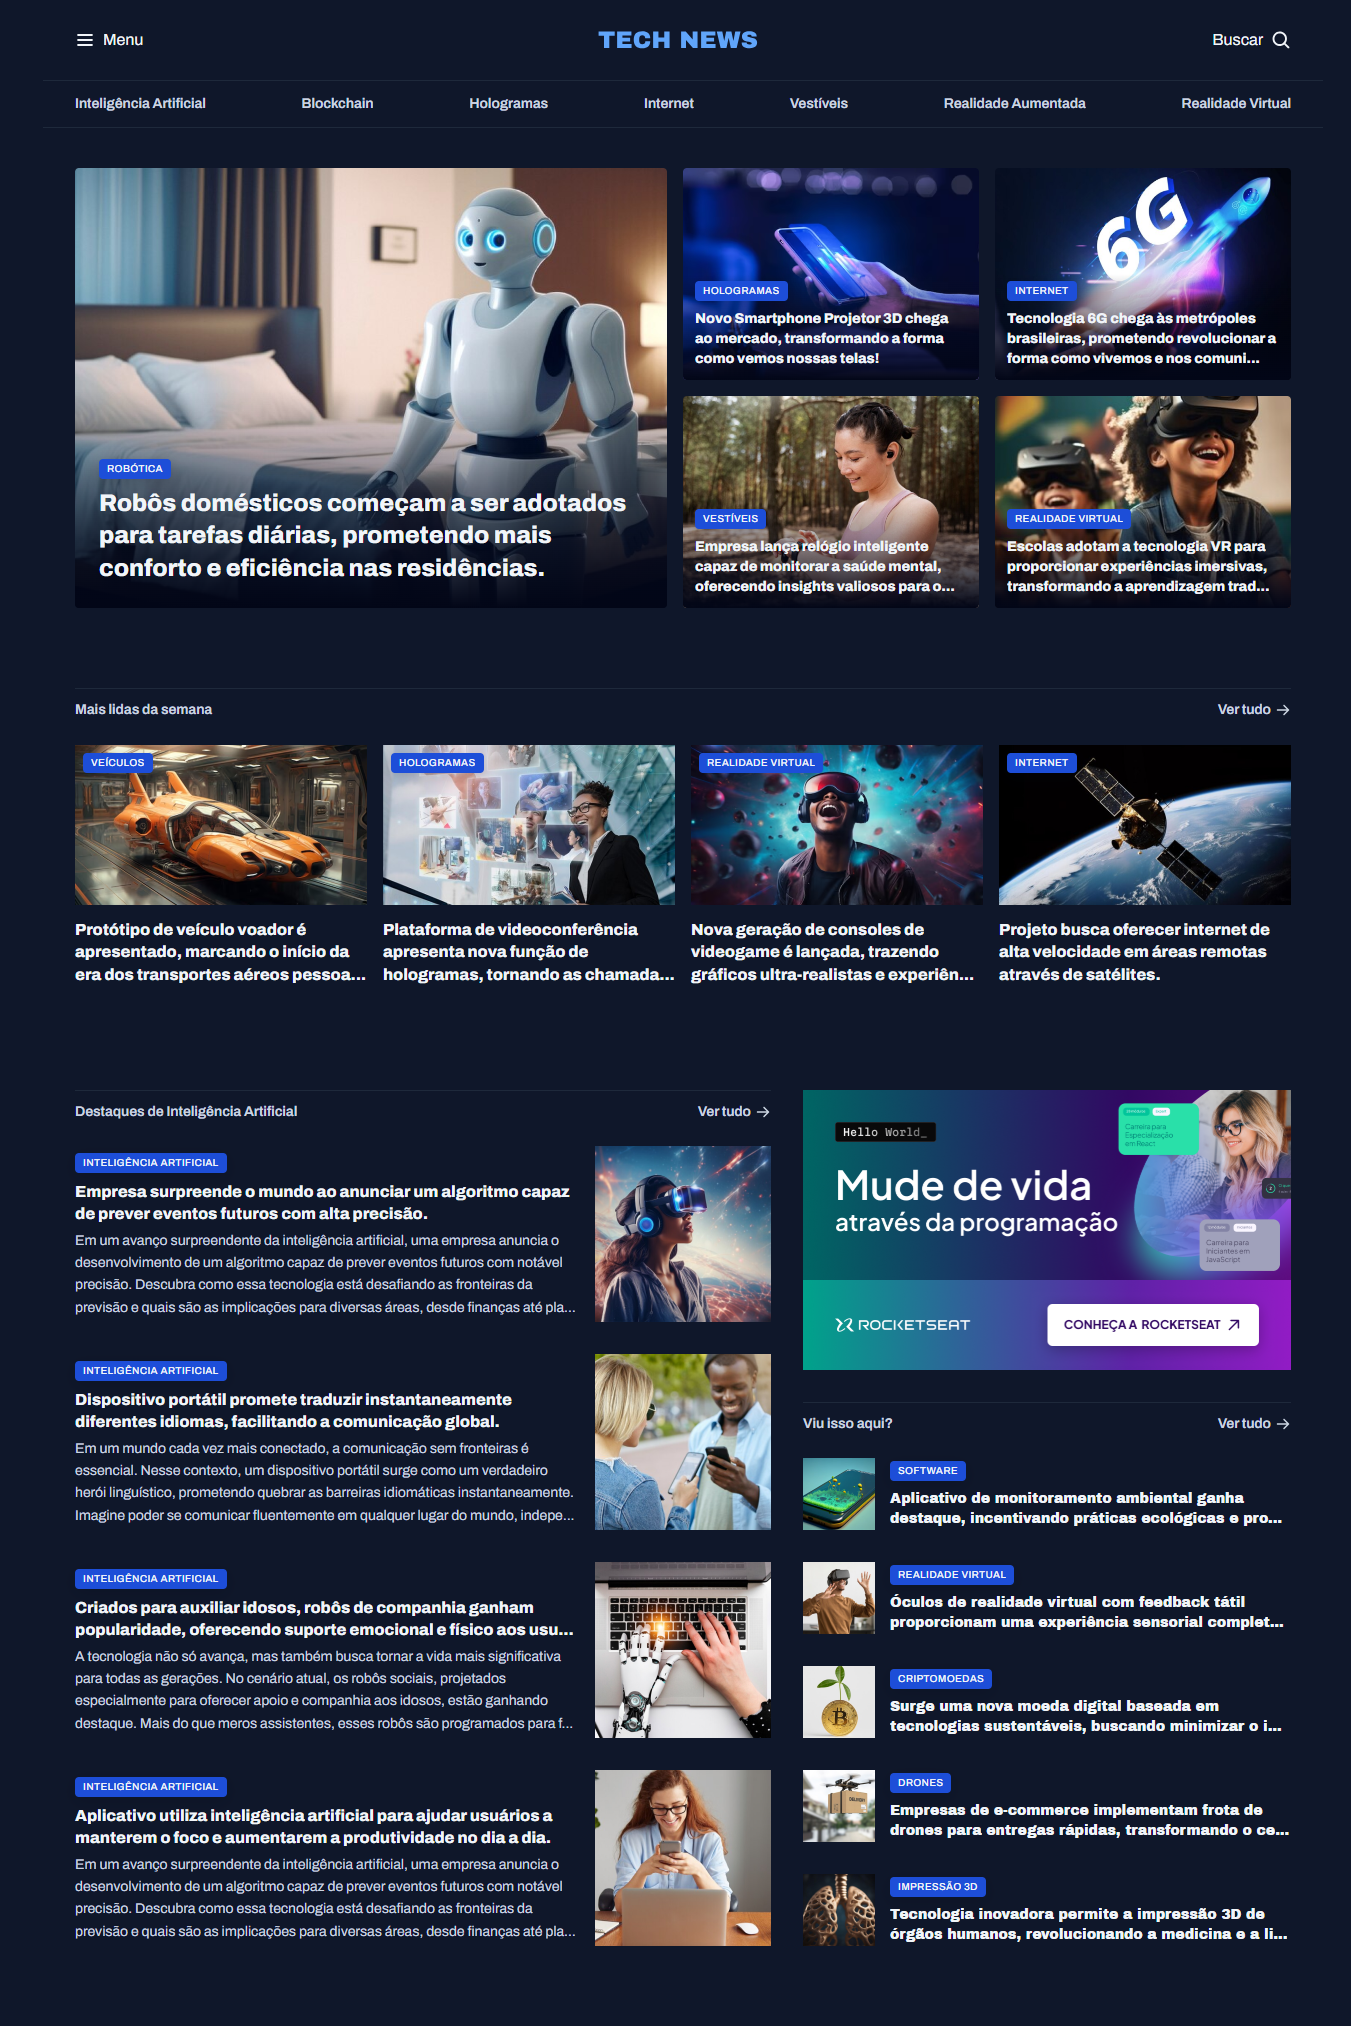 Menu
TECH NEWS
Buscar
Inteligência Artificial
Blockchain
Hologramas
Internet
Vestíveis
Realidade Aumentada
Realidade Virtual
ROBÓTICA
Robôs domésticos começam a ser adotados
para tarefas diárias, prometendo mais
conforto e eficiência nas residências.
HOLOGRAMAS
Novo Smartphone Projetor 3D chega
ao mercado, transformando a forma
como vemos nossas telas!
6G
INTERNET
Tecnologia 6G chega às metrópoles
brasileiras, prometendo revolucionar a
forma como vivemos e nos comuni...
VESTÍVEIS
Empresa lança relógio inteligente
capaz de monitorar a saúde mental,
oferecendo insights valiosos para o...
REALIDADE VIRTUAL
Escolas adotam a tecnologia VR para
proporcionar experiências imersivas,
transformando a aprendizagem trad...
Mais lidas da semana
Ver tudo
VEÍCULOS
Protótipo de veículo voador é
apresentado, marcando o início da
era dos transportes aéreos pessoa...
HOLOGRAMAS
Plataforma de videoconferência
apresenta nova função de
hologramas, tornando as chamada...
REALIDADE VIRTUAL
Nova geração de consoles de
videogame é lançada, trazendo
gráficos ultra-realistas e experiên...
INTERNET
Projeto busca oferecer internet de
alta velocidade em áreas remotas
através de satélites.
Destaques de Inteligência Artificial
Ver tudo
INTELIGÊNCIA ARTIFICIAL
Empresa surpreende o mundo ao anunciar um algoritmo capaz
de prever eventos futuros com alta precisão.
Em um avanço surpreendente da inteligência artificial, uma empresa anuncia o
desenvolvimento de um algoritmo capaz de prever eventos futuros com notável
precisão. Descubra como essa tecnologia está desafiando as fronteiras da
previsão e quais são as implicações para diversas áreas, desde finanças até pla...
INTELIGÊNCIA ARTIFICIAL
Dispositivo portátil promete traduzir instantaneamente
diferentes idiomas, facilitando a comunicação global.
Em um mundo cada vez mais conectado, a comunicação sem fronteiras é
essencial. Nesse contexto, um dispositivo portátil surge como um verdadeiro
herói linguístico, prometendo quebrar as barreiras idiomáticas instantaneamente.
Imagine poder se comunicar fluentemente em qualquer lugar do mundo, indepe...
INTELIGÊNCIA ARTIFICIAL
Criados para auxiliar idosos, robôs de companhia ganham
popularidade, oferecendo suporte emocional e físico aos usu...
A tecnologia não só avança, mas também busca tornar a vida mais significativa
para todas as gerações. No cenário atual, os robôs sociais, projetados
especialmente para oferecer apoio e companhia aos idosos, estão ganhando
destaque. Mais do que meros assistentes, esses robôs são programados para f...
INTELIGÊNCIA ARTIFICIAL
Aplicativo utiliza inteligência artificial para ajudar usuários a
manterem o foco e aumentarem a produtividade no dia a dia.
Em um avanço surpreendente da inteligência artificial, uma empresa anuncia o
desenvolvimento de um algoritmo capaz de prever eventos futuros com notável
precisão. Descubra como essa tecnologia está desafiando as fronteiras da
previsão e quais são as implicações para diversas áreas, desde finanças até pla...
Hello World_
Mude de vida
através da programação
Carreira para
Especialização
em React
Carreira para
Iniciantes em
JavaScript
ROCKETSEAT
CONHEÇA A ROCKETSEAT
Viu isso aqui?
Ver tudo
SOFTWARE
Aplicativo de monitoramento ambiental ganha
destaque, incentivando práticas ecológicas e pro...
REALIDADE VIRTUAL
Óculos de realidade virtual com feedback tátil
proporcionam uma experiência sensorial complet...
CRIPTOMOEDAS
Surge uma nova moeda digital baseada em
tecnologias sustentáveis, buscando minimizar o i...
DELIVERY
DRONES
Empresas de e-commerce implementam frota de
drones para entregas rápidas, transformando o ce...
IMPRESSÃO 3D
Tecnologia inovadora permite a impressão 3D de
órgãos humanos, revolucionando a medicina e a li...